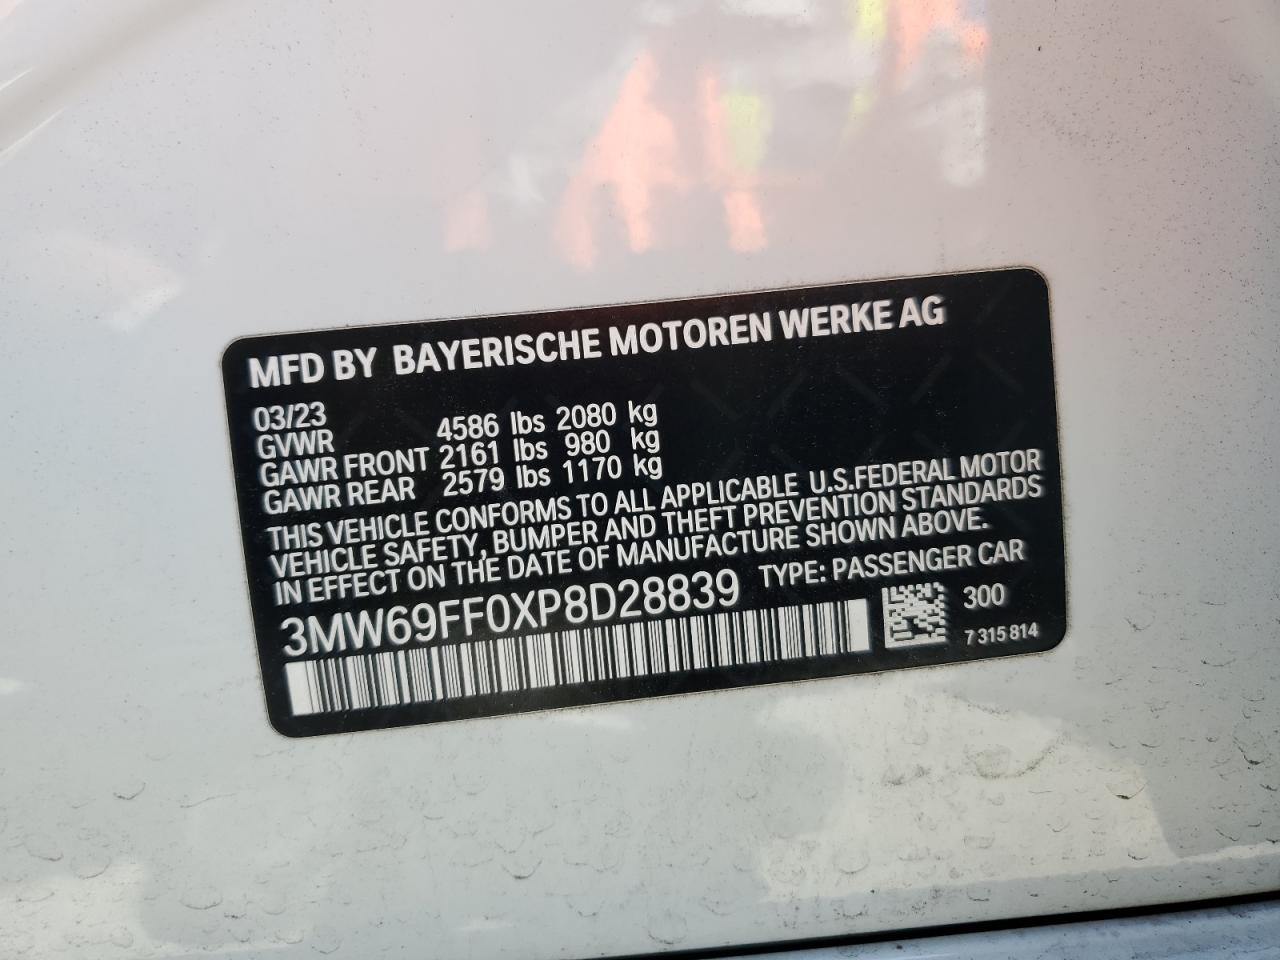 MFD BY BAYERISCHE MOTOREN WERKE AG
03/23
GVWR 4586 lbs 2080 kg
GAWR FRONT 2161 lbs 980 kg
GAWR REAR 2579 lbs 1170 kg
THIS VEHICLE CONFORMS TO ALL APPLICABLE U.S.FEDERAL MOTOR
VEHICLE SAFETY, BUMPER AND THEFT PREVENTION STANDARDS
IN EFFECT ON THE DATE OF MANUFACTURE SHOWN ABOVE.
3MW69FF0XP8D28839 TYPE: PASSENGER CAR
300
7 315 814